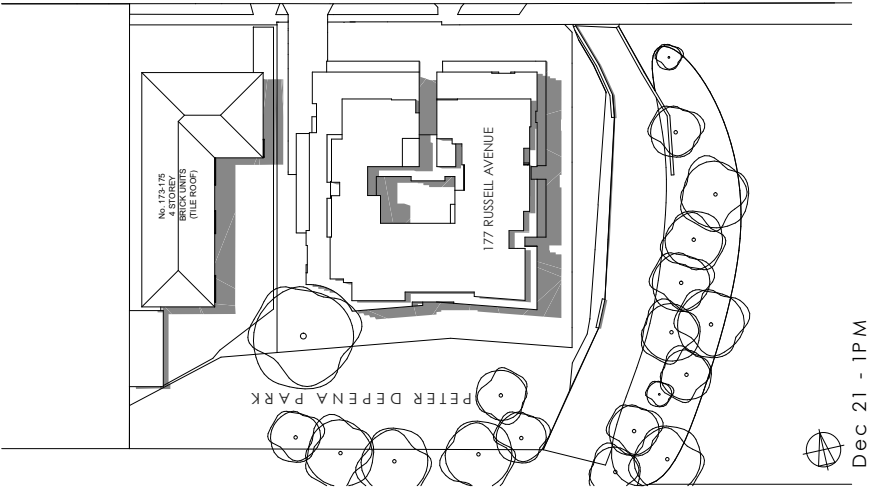 No. 173-175
4 STOREY
BRICK UNITS
(TILE ROOF)
177 RUSSELL AVENUE
PETER DEPENA PARK
Dec 21 - 1PM